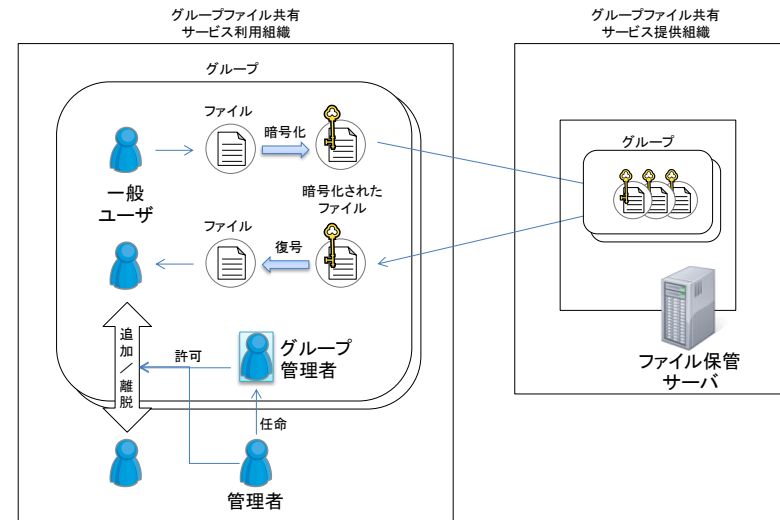 グループファイル共有
サービス利用組織
グループファイル共有
サービス提供組織
グループ
ファイル
暗号化
一般
ユーザ
暗号化された
ファイル
ファイル
復号
グループ
ファイル保管
サーバ
追加／離脱
許可
グループ
管理者
任命
管理者